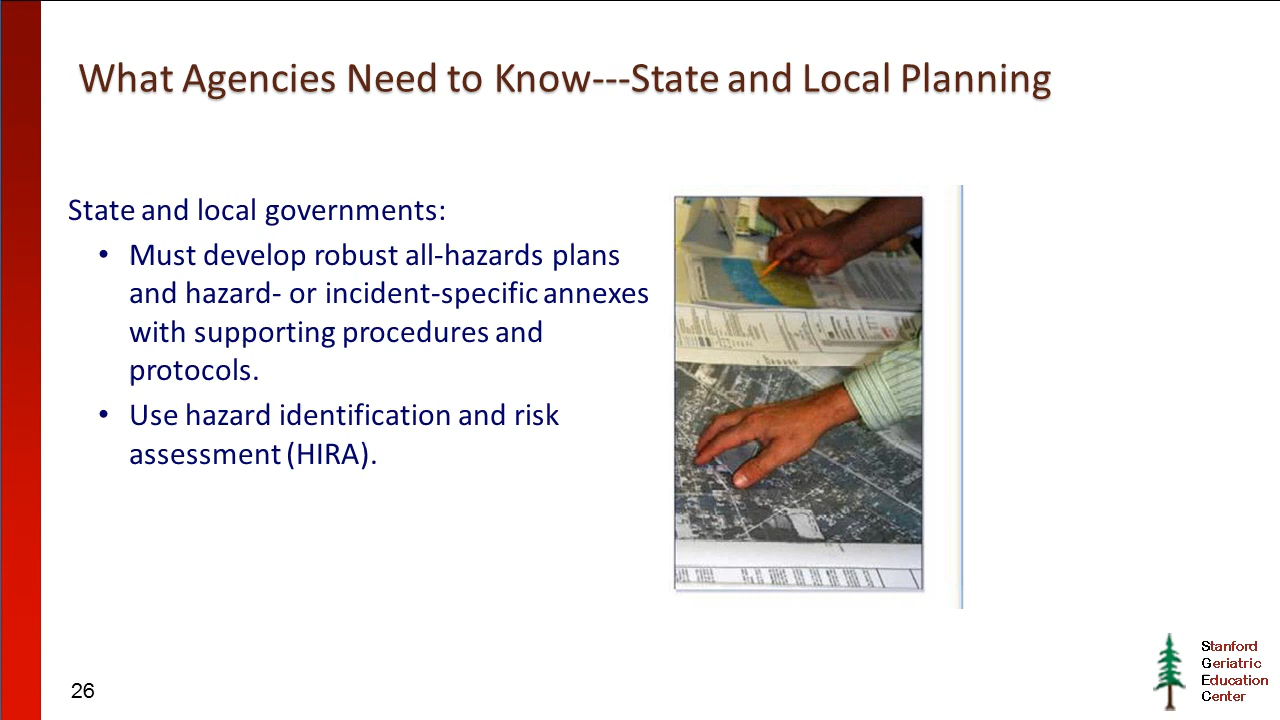 What Agencies Need to Know---State and Local Planning
State and local governments:
• Must develop robust all-hazards plans
and hazard- or incident-specific annexes
with supporting procedures and
protocols.
• Use hazard identification and risk
assessment (HIRA).
26
Stanford
Geriatric
Education
Center